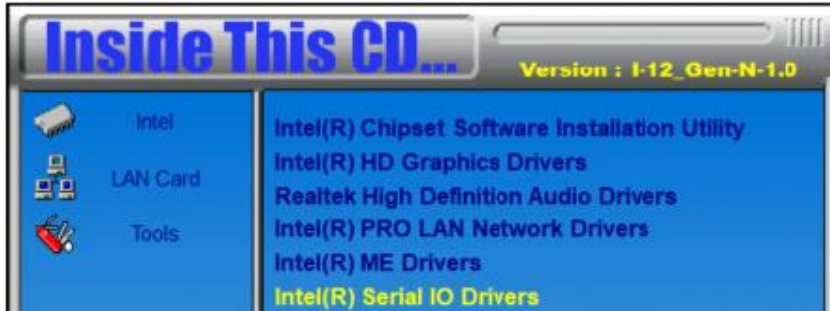 Inside This CD...
Version : I-12_Gen-N-1.0
Intel
LAN Card
Tools
Intel(R) Chipset Software Installation Utility
Intel(R) HD Graphics Drivers
Realtek High Definition Audio Drivers
Intel(R) PRO LAN Network Drivers
Intel(R) ME Drivers
Intel(R) Serial IO Drivers